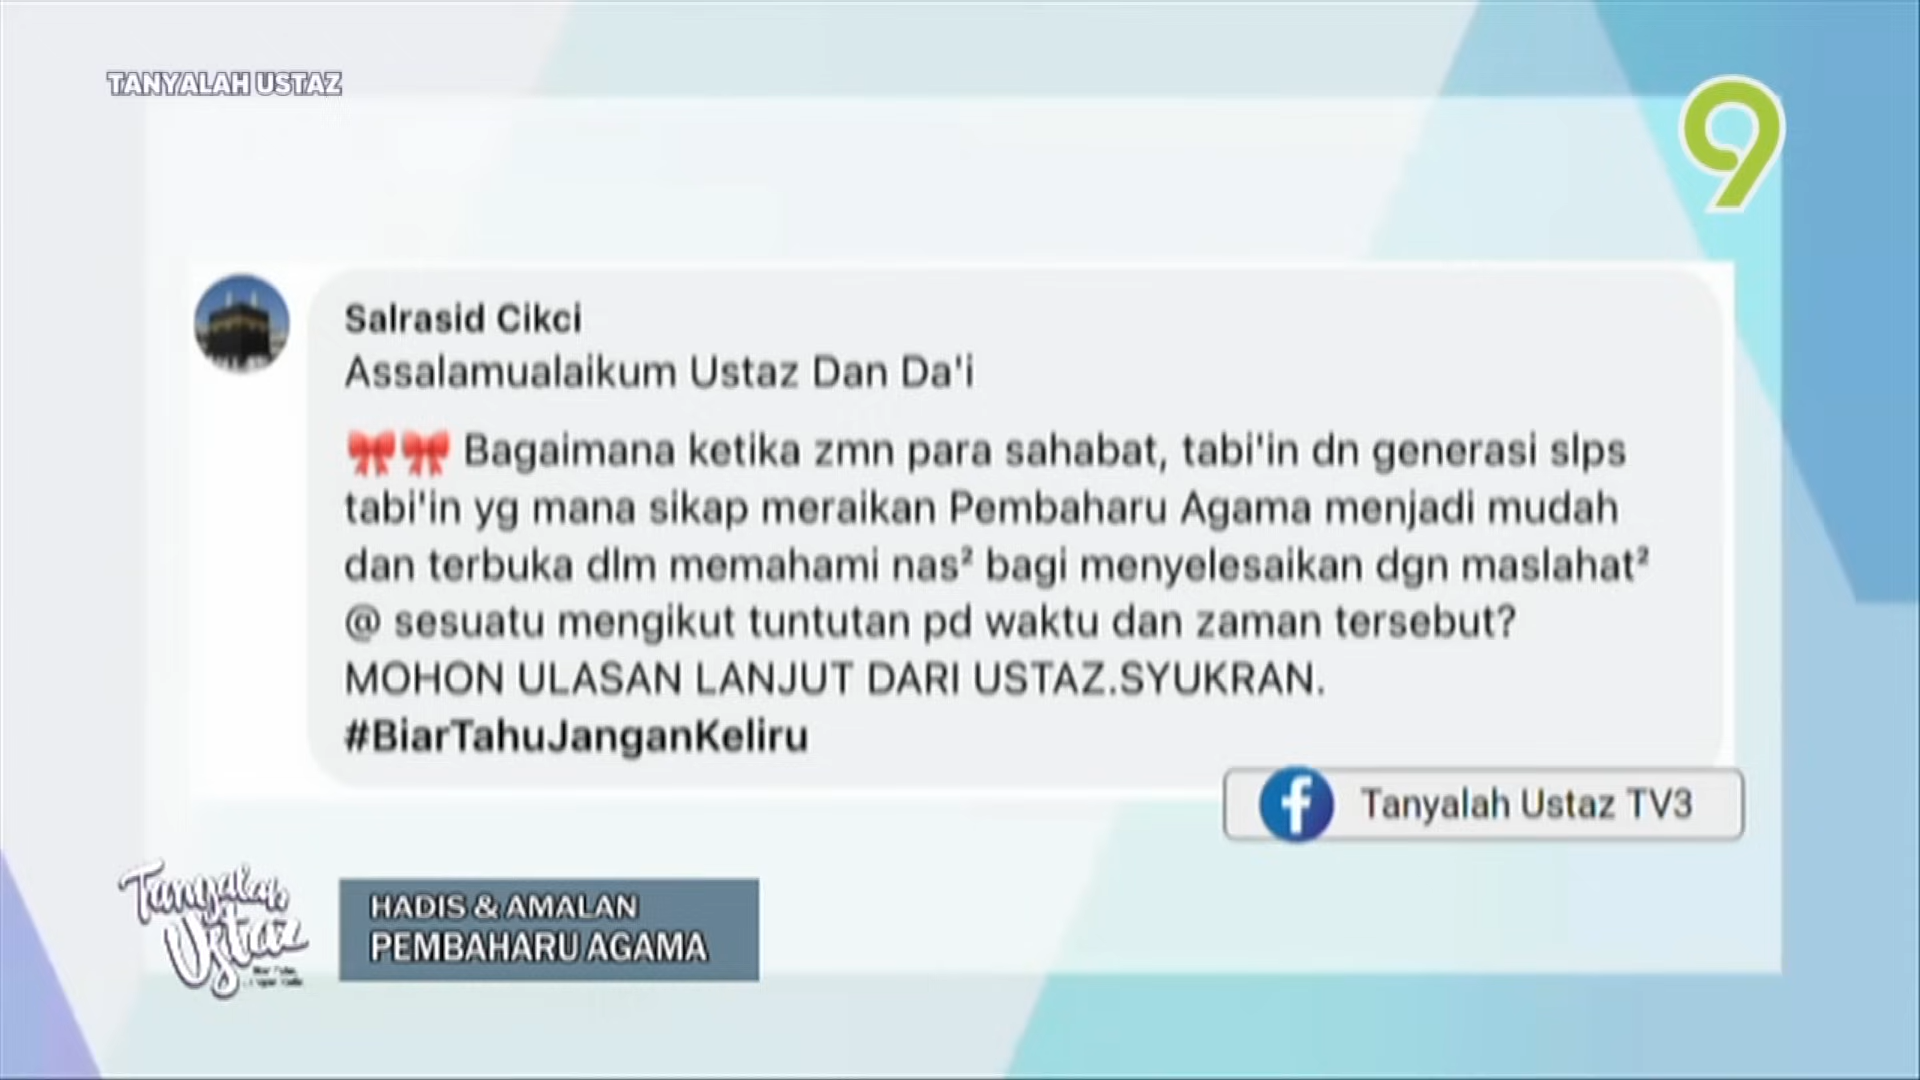 TANYALAH USTAZ
9
Salrasid Cikci
Assalamualaikum Ustaz Dan Da'i
🎀🎀 Bagaimana ketika zmn para sahabat, tabi'in dn generasi slps
tabi'in yg mana sikap meraikan Pembaharu Agama menjadi mudah
dan terbuka dlm memahami nas² bagi menyelesaikan dgn maslahat²
@ sesuatu mengikut tuntutan pd waktu dan zaman tersebut?
MOHON ULASAN LANJUT DARI USTAZ.SYUKRAN.
#BiarTahuJanganKeliru
f Tanyalah Ustaz TV3
Tanyalah
Ustaz
HADIS & AMALAN
PEMBAHARU AGAMA